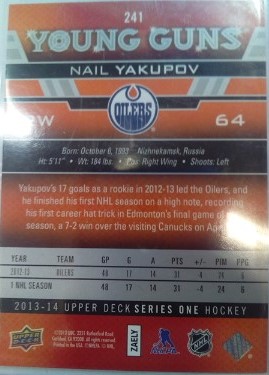 241
YOUNG GUNS
NAIL YAKUPOV
RW 64
OILERS
Born: October 6, 1993 Nizhnekamsk, Russia
Ht: 5'11" • Wt: 184 lbs. • Pos: Right Wing • Shoots: Left
Yakupov's 17 goals as a rookie in 2012-13 led the Oilers, and
he finished his first NHL season on a high note, recording
his first career hat trick in Edmonton's final game of the
season, a 7-2 win over the visiting Canucks on April
YEAR TEAM GP G A PTS +/- PIM PPG
2012-13 OILERS 48 17 14 31 -4 24 6
1 NHL SEASON 48 17 14 31 -4 24 6
2013-14 UPPER DECK SERIES ONE HOCKEY
UPPER DECK
ZAELY
NHLPA
NHL